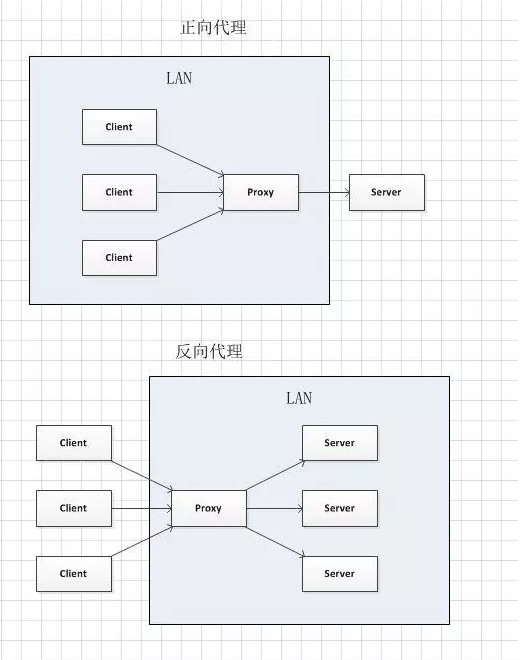 正向代理
LAN
Client
Client
Proxy
Server
Client
反向代理
LAN
Client
Server
Client
Proxy
Server
Client
Server